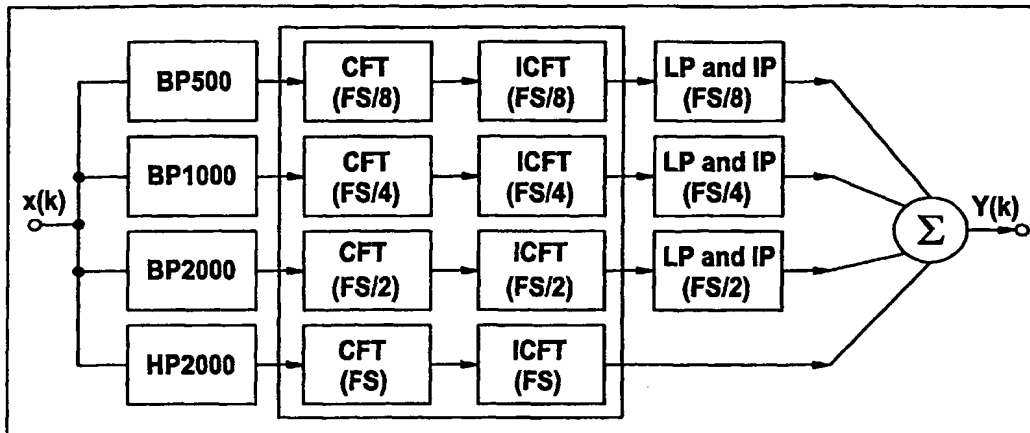 BP500
CFT
(FS/8)
ICFT
(FS/8)
LP and IP
(FS/8)
BP1000
CFT
(FS/4)
ICFT
(FS/4)
LP and IP
(FS/4)
x(k)
Σ
Y(k)
BP2000
CFT
(FS/2)
ICFT
(FS/2)
LP and IP
(FS/2)
HP2000
CFT
(FS)
ICFT
(FS)